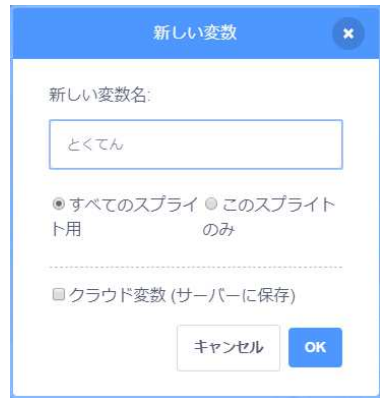 新しい変数
新しい変数名:
とくてん
すべてのスプライト用
このスプライトのみ
クラウド変数 (サーバーに保存)
キャンセル
OK